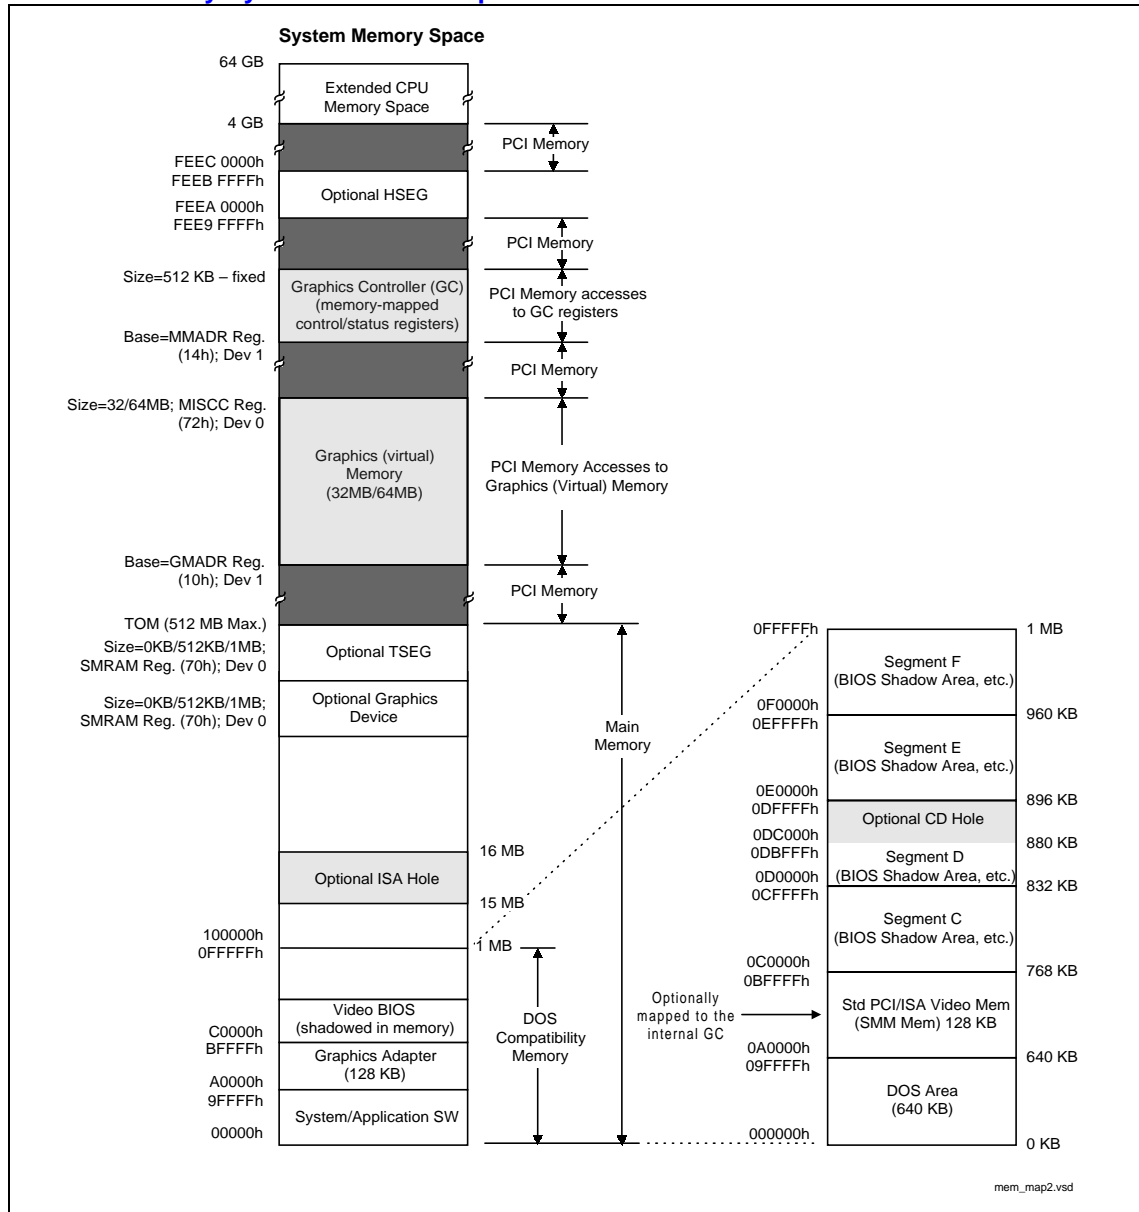 System Memory Space
64 GB
Extended CPU
Memory Space
4 GB
PCI Memory
FEEC 0000h
FEEB FFFFh
Optional HSEG
FEEA 0000h
FEE9 FFFFh
PCI Memory
Size=512 KB – fixed
Graphics Controller (GC)
(memory-mapped
control/status registers)
PCI Memory accesses
to GC registers
Base=MMADR Reg.
(14h); Dev 1
PCI Memory
Size=32/64MB; MISCC Reg.
(72h); Dev 0
Graphics (virtual)
Memory
(32MB/64MB)
PCI Memory Accesses to
Graphics (Virtual) Memory
Base=GMADR Reg.
(10h); Dev 1
PCI Memory
TOM (512 MB Max.)
Size=0KB/512KB/1MB;
SMRAM Reg. (70h); Dev 0
Optional TSEG
Size=0KB/512KB/1MB;
SMRAM Reg. (70h); Dev 0
Optional Graphics
Device
Main
Memory
16 MB
Optional ISA Hole
15 MB
100000h
0FFFFFh
1 MB
Video BIOS
(shadowed in memory)
C0000h
BFFFFh
Graphics Adapter
(128 KB)
A0000h
9FFFFh
System/Application SW
00000h
DOS
Compatibility
Memory
0FFFFFh
1 MB
Segment F
(BIOS Shadow Area, etc.)
0F0000h
0EFFFFh
960 KB
Segment E
(BIOS Shadow Area, etc.)
0E0000h
0DFFFFh
896 KB
Optional CD Hole
0DC000h
0DBFFFh
880 KB
Segment D
(BIOS Shadow Area, etc.)
0D0000h
0CFFFFh
832 KB
Segment C
(BIOS Shadow Area, etc.)
0C0000h
0BFFFFh
768 KB
Optionally
mapped to the
internal GC
Std PCI/ISA Video Mem
(SMM Mem) 128 KB
0A0000h
09FFFFh
640 KB
DOS Area
(640 KB)
000000h
0 KB
mem_map2.vsd